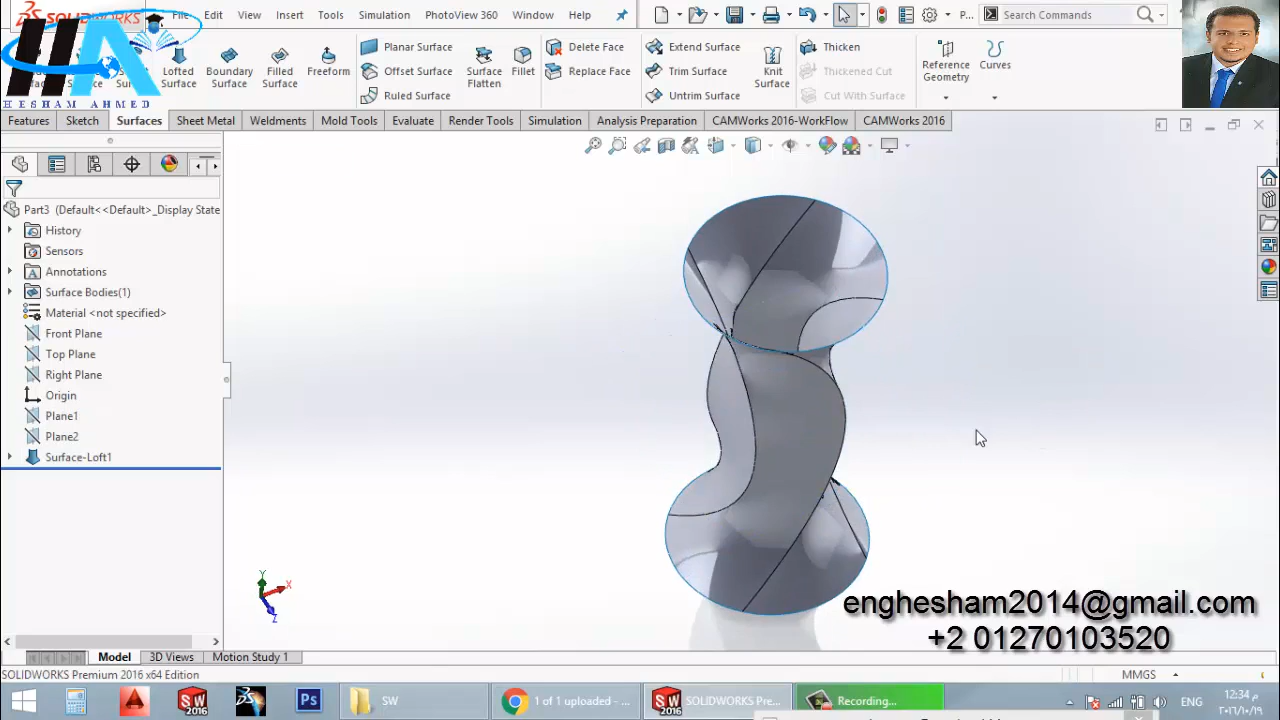 SOLIDWORKS File Edit View Insert Tools Simulation PhotoView 360 Window P... Search Commands
HESHAM AHMED
Lofted Surface
Boundary Surface
Filled Surface
Freeform
Planar Surface
Offset Surface
Ruled Surface
Surface Flatten
Fillet
Delete Face
Replace Face
Extend Surface
Trim Surface
Untrim Surface
Knit Surface
Thicken
Thickened Cut
Cut With Surface
Reference Geometry
Curves
Features Sketch Surfaces Sheet Metal Weldments Mold Tools Evaluate Render Tools Simulation Analysis Preparation CAMWorks 2016-WorkFlow CAMWorks 2016
Part3 (Default<<Default>_Display State
History
Sensors
Annotations
Surface Bodies(1)
Material <not specified>
Front Plane
Top Plane
Right Plane
Origin
Plane1
Plane2
Surface-Loft1
Y X Z
enghesham2014@gmail.com
+2 01270103520
Model 3D Views Motion Study 1
SOLIDWORKS Premium 2016 x64 Edition MMGS
SW 1 of 1 uploaded - ... SOLIDWORKS Pre... Recording... ENG
12:34 م
٢٠١٦/١٠/١٩